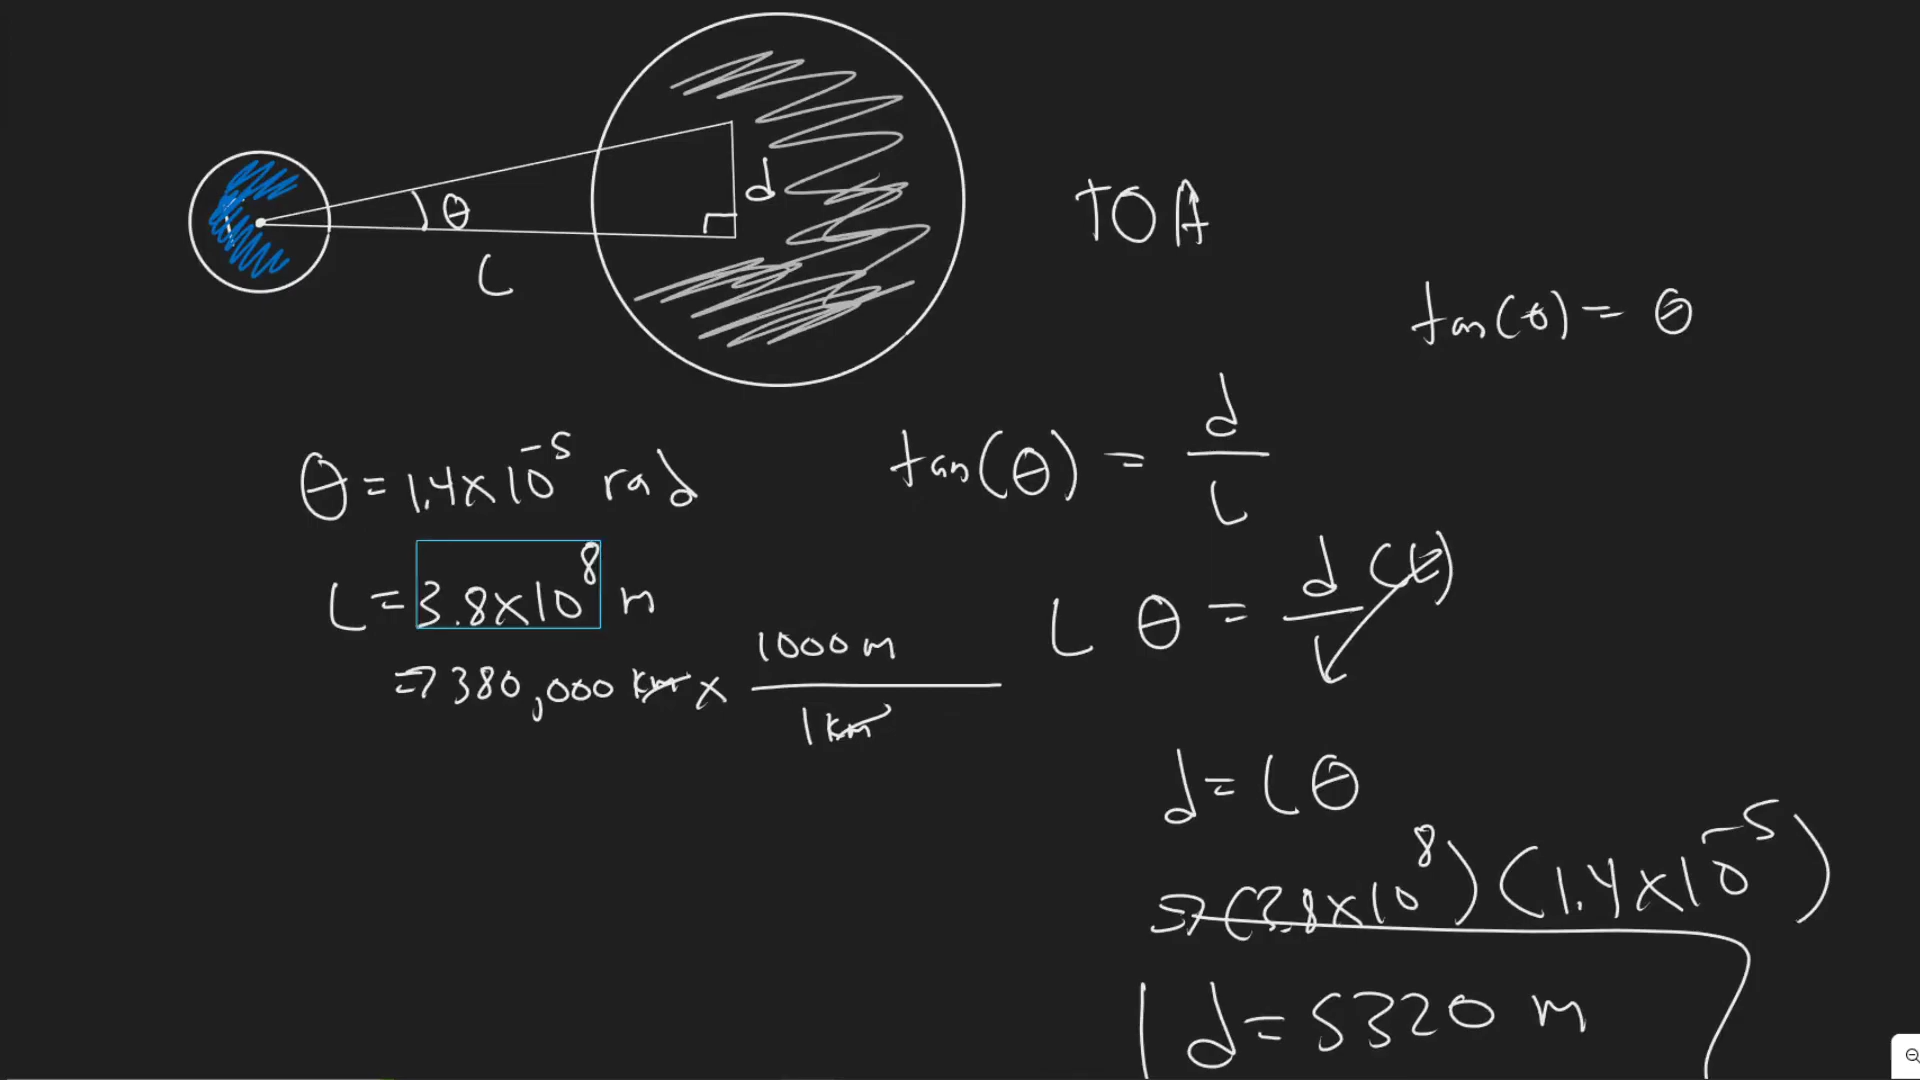 d
θ
L
TOA
tan(θ) = θ
θ = 1.4x10^-5 rad
tan(θ) = d/L
L = 3.8x10^8 m
L θ = d/L (L)
=> 380,000 km x 1000 m / 1 km
d = Lθ
=> (3.8x10^8)(1.4x10^-5)
d = 5320 m